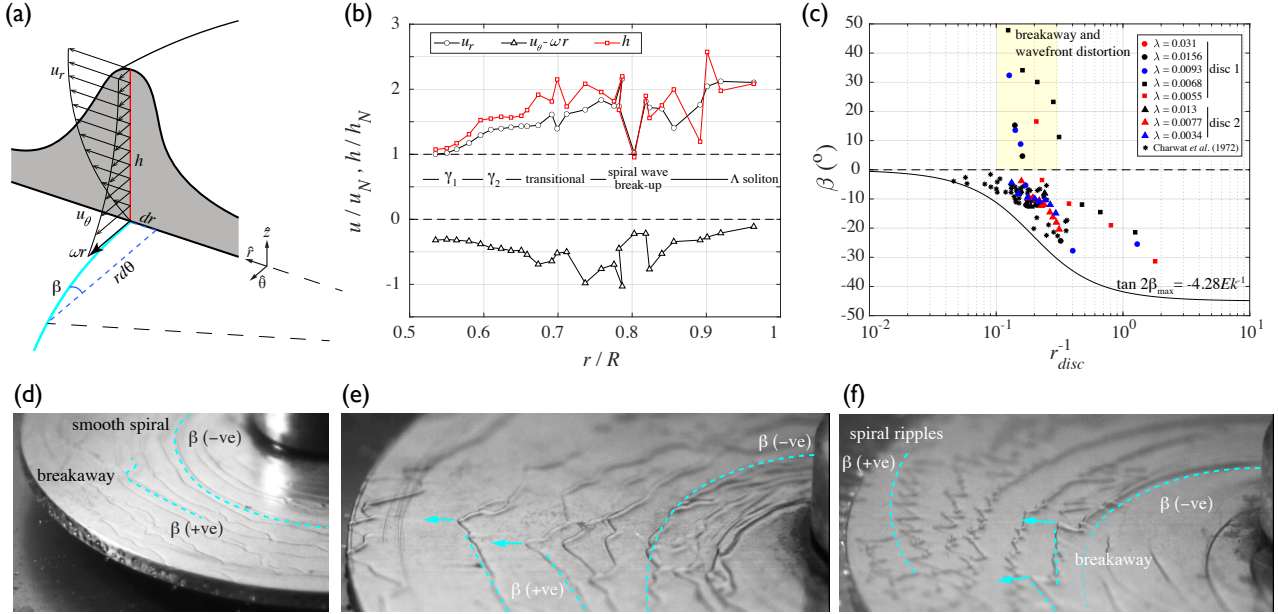 (a)
u_r
h
u_θ
dr
ωr
rdθ
β
z̑
r̂
θ̂
(b)
u_r
u_θ- ωr
h
u / u_N , h / h_N
3
2
1
0
-1
γ_1
γ_2
transitional
spiral wave
break-up
Λ soliton
0.5
0.6
0.7
0.8
0.9
1
r / R
(c)
β (°)
50
40
30
20
10
0
-10
-20
-30
-40
-50
breakaway and
wavefront distortion
λ = 0.031
λ = 0.0156
λ = 0.0093
λ = 0.0068
λ = 0.0055
disc 1
λ = 0.013
λ = 0.0077
λ = 0.0034
disc 2
Charwat et al. (1972)
tan 2β_max = -4.28Ek^-1
10^-2
10^-1
10^0
10^1
r_disc^-1
(d)
smooth spiral
β (−ve)
breakaway
β (+ve)
(e)
β (−ve)
β (+ve)
(f)
spiral ripples
β (+ve)
β (−ve)
breakaway